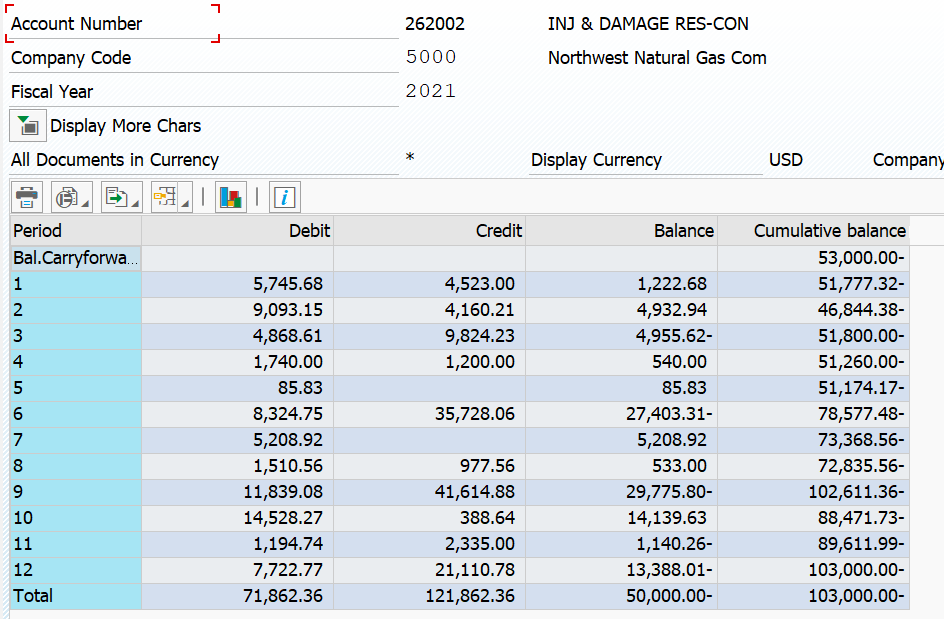 Account Number 262002 INJ & DAMAGE RES-CON
Company Code 5000 Northwest Natural Gas Com
Fiscal Year 2021
Display More Chars
All Documents in Currency * Display Currency USD Company
Period Debit Credit Balance Cumulative balance
Bal.Carryforwa... 53,000.00-
1 5,745.68 4,523.00 1,222.68 51,777.32-
2 9,093.15 4,160.21 4,932.94 46,844.38-
3 4,868.61 9,824.23 4,955.62- 51,800.00-
4 1,740.00 1,200.00 540.00 51,260.00-
5 85.83 85.83 51,174.17-
6 8,324.75 35,728.06 27,403.31- 78,577.48-
7 5,208.92 5,208.92 73,368.56-
8 1,510.56 977.56 533.00 72,835.56-
9 11,839.08 41,614.88 29,775.80- 102,611.36-
10 14,528.27 388.64 14,139.63 88,471.73-
11 1,194.74 2,335.00 1,140.26- 89,611.99-
12 7,722.77 21,110.78 13,388.01- 103,000.00-
Total 71,862.36 121,862.36 50,000.00- 103,000.00-